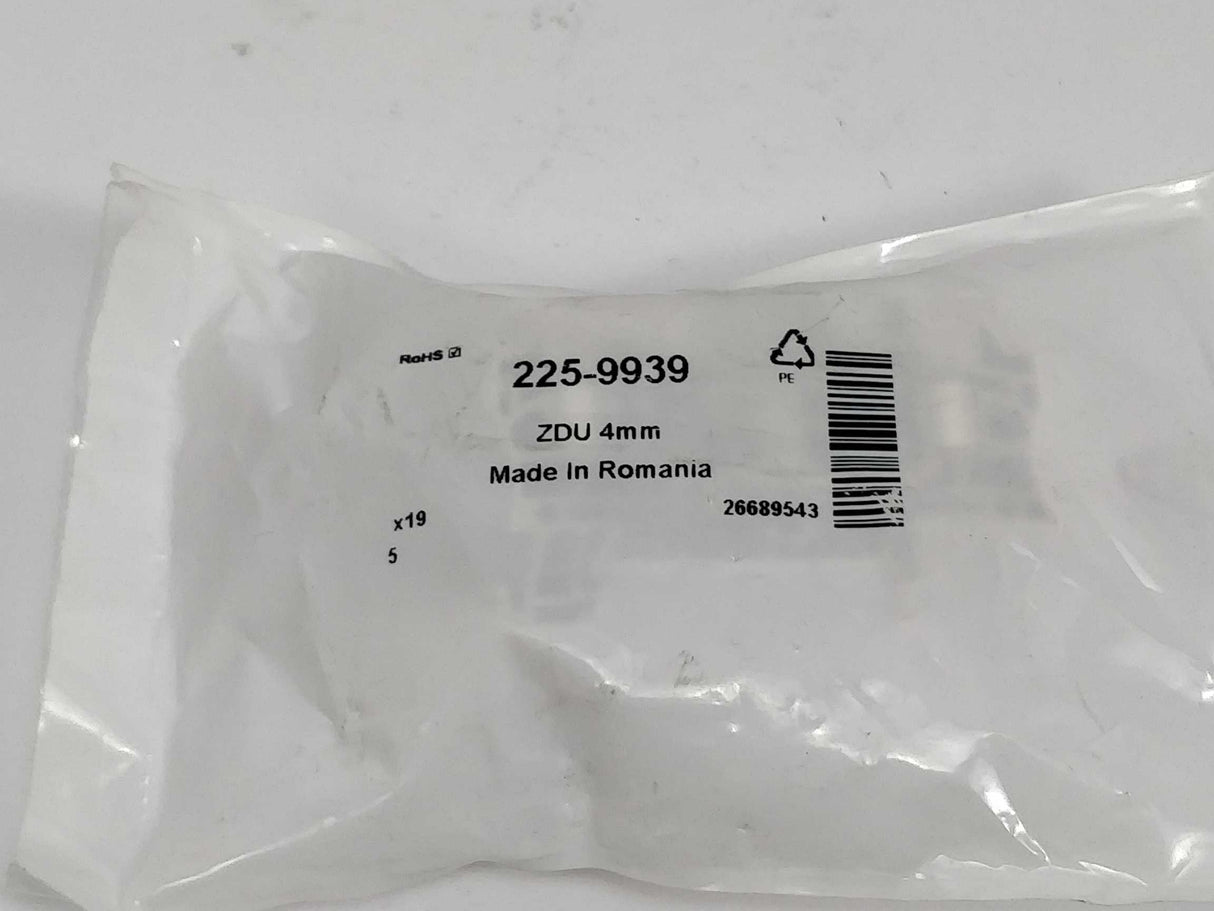 RoHS ☑
225-9939
PE
ZDU 4mm
Made In Romania
26689543
x19
5